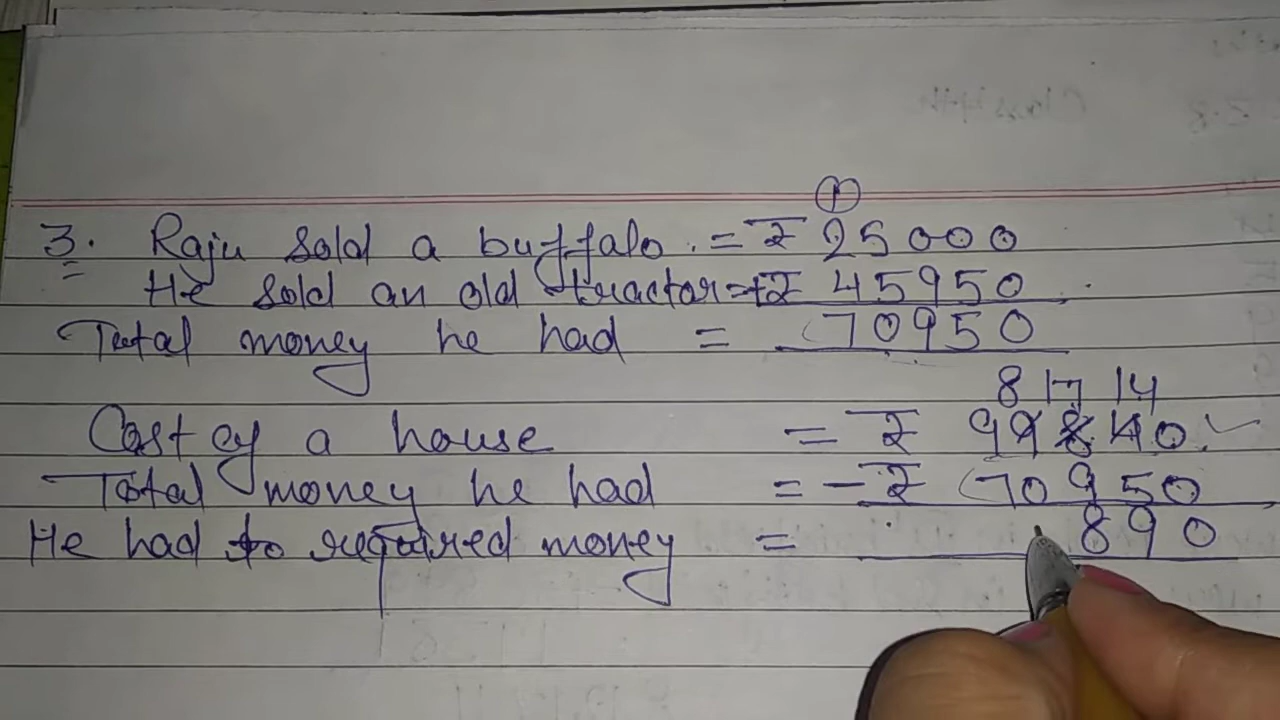 ①
3. Raju sold a buffalo. = ₹ 25000
He sold an old tractor = + ₹ 45950
Total money he had = 70950
8 17 14
Cost of a house = ₹ 99840
Total money he had = - ₹ 70950
He had to required money = 890